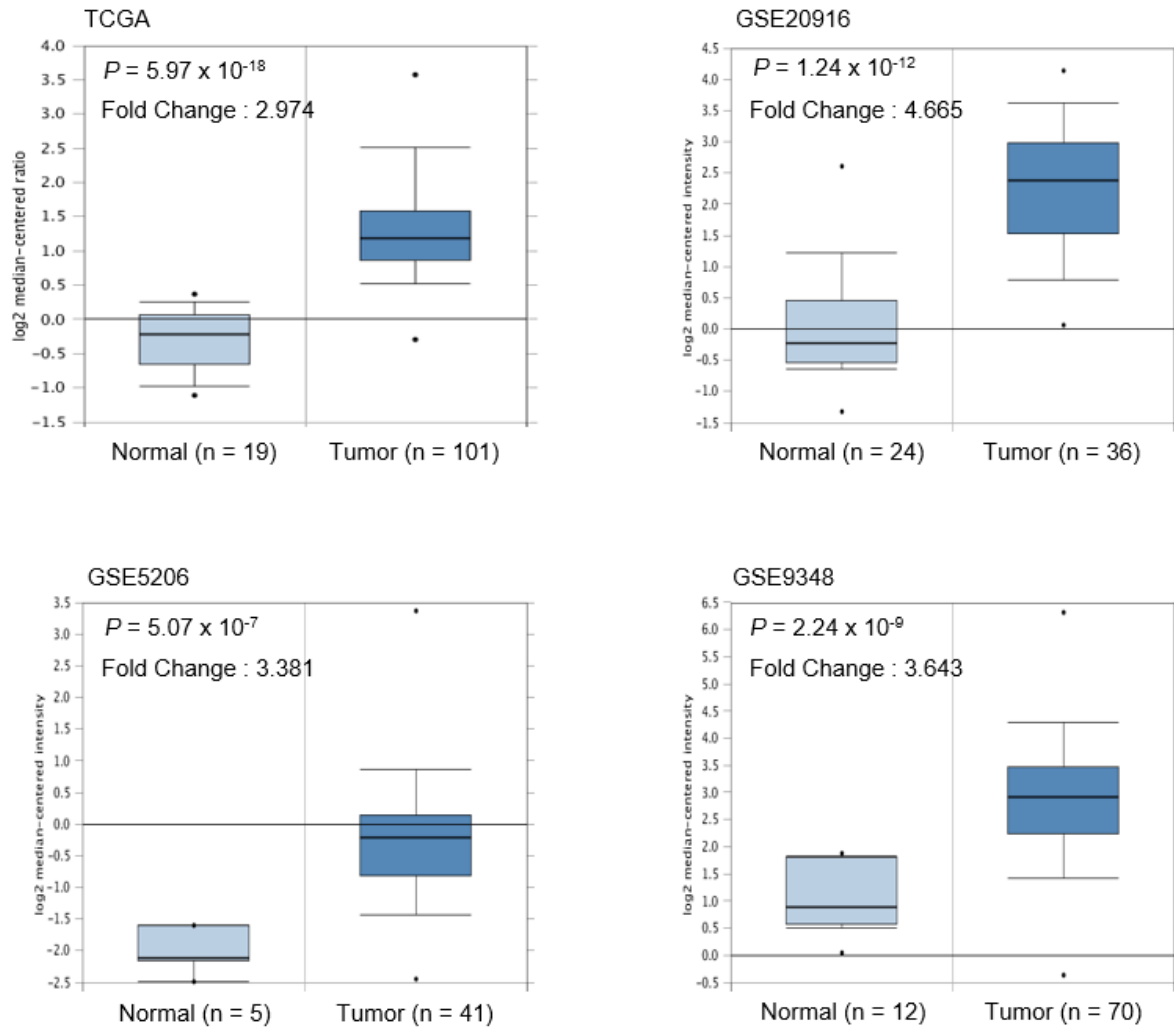 TCGA
P = 5.97 x 10-18
Fold Change : 2.974
log2 median-centered ratio
4.0
3.5
3.0
2.5
2.0
1.5
1.0
0.5
0.0
-0.5
-1.0
-1.5
Normal (n = 19) Tumor (n = 101)
GSE20916
P = 1.24 x 10-12
Fold Change : 4.665
log2 median-centered intensity
4.5
4.0
3.5
3.0
2.5
2.0
1.5
1.0
0.5
0.0
-0.5
-1.0
-1.5
Normal (n = 24) Tumor (n = 36)
GSE5206
P = 5.07 x 10-7
Fold Change : 3.381
log2 median-centered intensity
3.5
3.0
2.5
2.0
1.5
1.0
0.5
0.0
-0.5
-1.0
-1.5
-2.0
-2.5
Normal (n = 5) Tumor (n = 41)
GSE9348
P = 2.24 x 10-9
Fold Change : 3.643
log2 median-centered intensity
6.5
6.0
5.5
5.0
4.5
4.0
3.5
3.0
2.5
2.0
1.5
1.0
0.5
0.0
-0.5
Normal (n = 12) Tumor (n = 70)